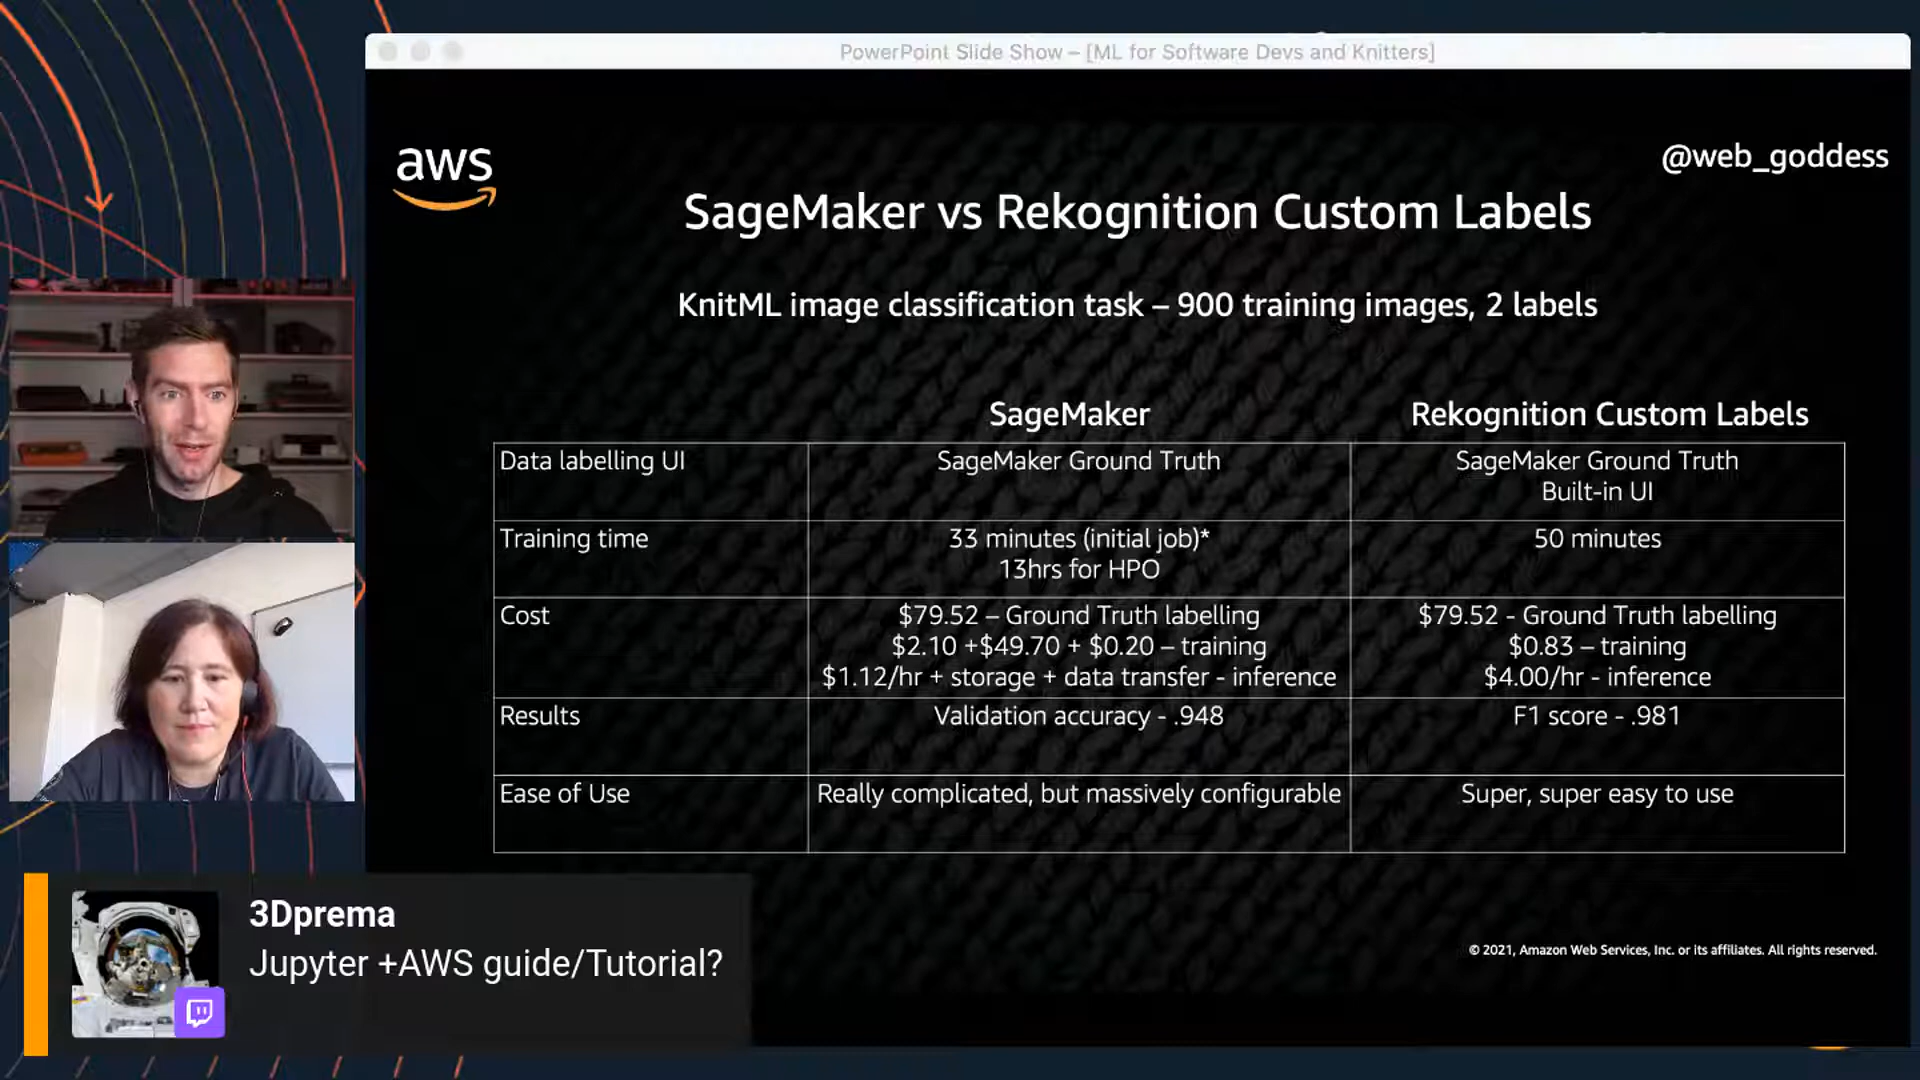 PowerPoint Slide Show – [ML for Software Devs and Knitters]
aws
@web_goddess
SageMaker vs Rekognition Custom Labels
KnitML image classification task – 900 training images, 2 labels
SageMaker
Rekognition Custom Labels
Data labelling UI
SageMaker Ground Truth
SageMaker Ground Truth
Built-in UI
Training time
33 minutes (initial job)*
13hrs for HPO
50 minutes
Cost
$79.52 – Ground Truth labelling
$2.10 +$49.70 + $0.20 – training
$1.12/hr + storage + data transfer - inference
$79.52 - Ground Truth labelling
$0.83 – training
$4.00/hr - inference
Results
Validation accuracy - .948
F1 score - .981
Ease of Use
Really complicated, but massively configurable
Super, super easy to use
3Dprema
Jupyter +AWS guide/Tutorial?
© 2021, Amazon Web Services, Inc. or its affiliates. All rights reserved.